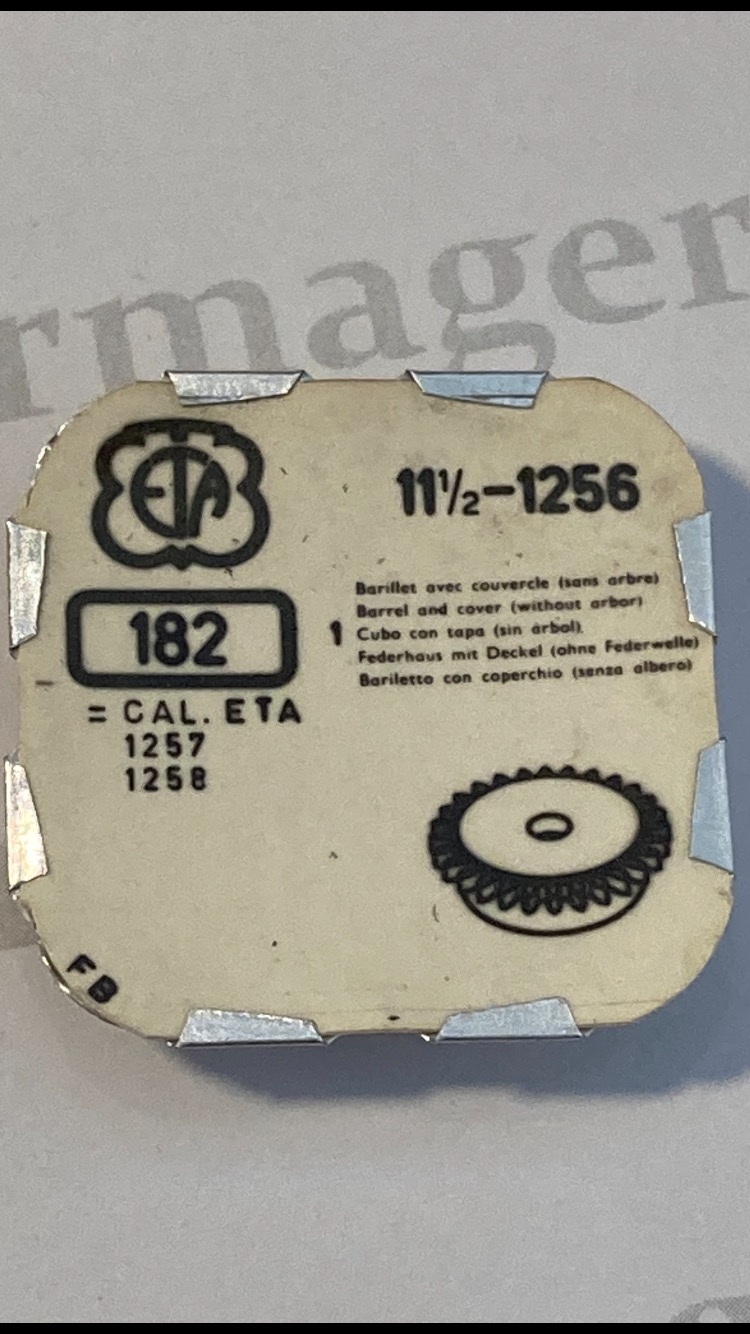 rmager
ETA
11½-1256
182
= CAL. ETA
1257
1258
1
Barillet avec couvercle (sans arbre)
Barrel and cover (without arbor)
Cubo con tapa (sin árbol)
Federhaus mit Deckel (ohne Federwelle)
Bariletto con coperchio (senza albero)
FB